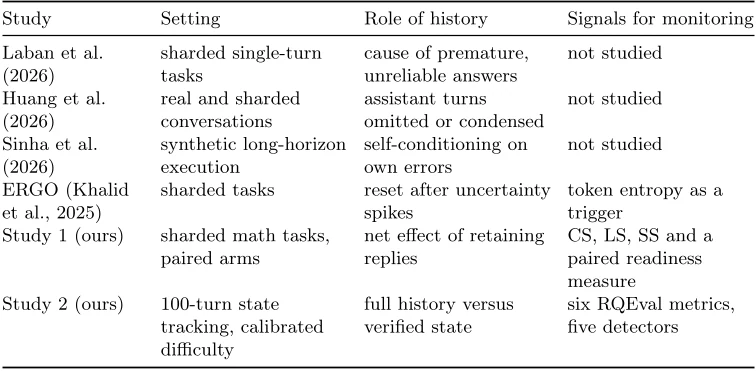 Study Setting Role of history Signals for monitoring
Laban et al. sharded single-turn cause of premature, not studied
(2026) tasks unreliable answers
Huang et al. real and sharded assistant turns not studied
(2026) conversations omitted or condensed
Sinha et al. synthetic long-horizon self-conditioning on not studied
(2026) execution own errors
ERGO (Khalid sharded tasks reset after uncertainty token entropy as a
et al., 2025) spikes trigger
Study 1 (ours) sharded math tasks, net effect of retaining CS, LS, SS and a
paired arms replies paired readiness
measure
Study 2 (ours) 100-turn state full history versus six RQEval metrics,
tracking, calibrated verified state five detectors
difficulty